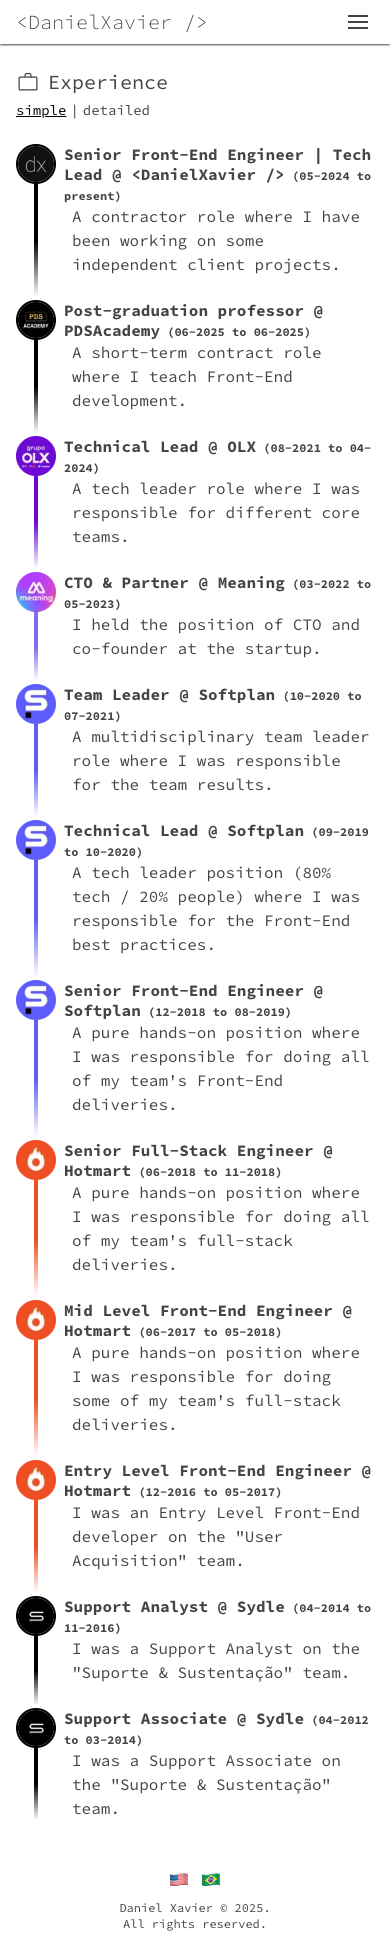 <DanielXavier />
Experience
simple | detailed
dx
Senior Front-End Engineer | Tech
Lead @ <DanielXavier /> (05-2024 to
present)
A contractor role where I have
been working on some
independent client projects.
PDS
ACADEMY
Post-graduation professor @
PDSAcademy (06-2025 to 06-2025)
A short-term contract role
where I teach Front-End
development.
grupo
OLX
Technical Lead @ OLX (08-2021 to 04-
2024)
A tech leader role where I was
responsible for different core
teams.
meaning
CTO & Partner @ Meaning (03-2022 to
05-2023)
I held the position of CTO and
co-founder at the startup.
Team Leader @ Softplan (10-2020 to
07-2021)
A multidisciplinary team leader
role where I was responsible
for the team results.
Technical Lead @ Softplan (09-2019
to 10-2020)
A tech leader position (80%
tech / 20% people) where I was
responsible for the Front-End
best practices.
Senior Front-End Engineer @
Softplan (12-2018 to 08-2019)
A pure hands-on position where
I was responsible for doing all
of my team's Front-End
deliveries.
Senior Full-Stack Engineer @
Hotmart (06-2018 to 11-2018)
A pure hands-on position where
I was responsible for doing all
of my team's full-stack
deliveries.
Mid Level Front-End Engineer @
Hotmart (06-2017 to 05-2018)
A pure hands-on position where
I was responsible for doing
some of my team's full-stack
deliveries.
Entry Level Front-End Engineer @
Hotmart (12-2016 to 05-2017)
I was an Entry Level Front-End
developer on the "User
Acquisition" team.
Support Analyst @ Sydle (04-2014 to
11-2016)
I was a Support Analyst on the
"Suporte & Sustentação" team.
Support Associate @ Sydle (04-2012
to 03-2014)
I was a Support Associate on
the "Suporte & Sustentação"
team.
Daniel Xavier © 2025.
All rights reserved.